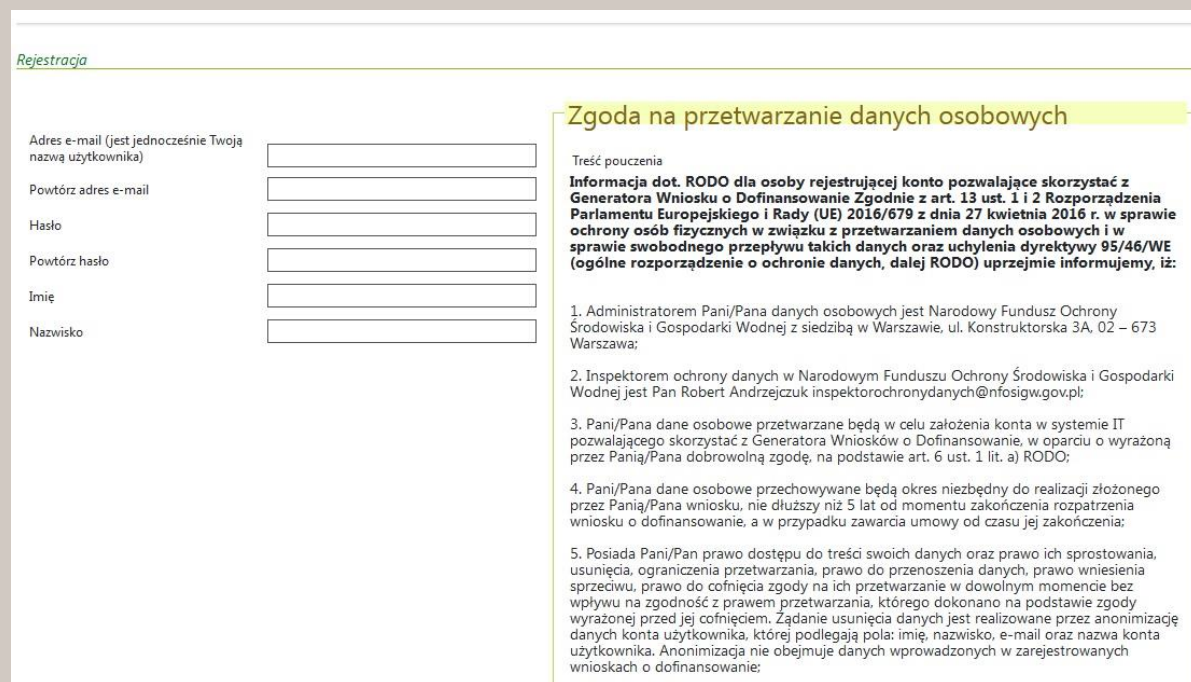 Rejestracja
Adres e-mail (jest jednocześnie Twoją
nazwą użytkownika)
Powtórz adres e-mail
Hasło
Powtórz hasło
Imię
Nazwisko
Zgoda na przetwarzanie danych osobowych
Treść pouczenia
Informacja dot. RODO dla osoby rejestrującej konto pozwalające skorzystać z
Generatora Wniosku o Dofinansowanie Zgodnie z art. 13 ust. 1 i 2 Rozporządzenia
Parlamentu Europejskiego i Rady (UE) 2016/679 z dnia 27 kwietnia 2016 r. w sprawie
ochrony osób fizycznych w związku z przetwarzaniem danych osobowych i w
sprawie swobodnego przepływu takich danych oraz uchylenia dyrektywy 95/46/WE
(ogólne rozporządzenie o ochronie danych, dalej RODO) uprzejmie informujemy, iż:
1. Administratorem Pani/Pana danych osobowych jest Narodowy Fundusz Ochrony
Środowiska i Gospodarki Wodnej z siedzibą w Warszawie, ul. Konstruktorska 3A, 02 – 673
Warszawa;
2. Inspektorem ochrony danych w Narodowym Funduszu Ochrony Środowiska i Gospodarki
Wodnej jest Pan Robert Andrzejczuk inspektorochronydanych@nfosigw.gov.pl;
3. Pani/Pana dane osobowe przetwarzane będą w celu założenia konta w systemie IT
pozwalającego skorzystać z Generatora Wniosków o Dofinansowanie, w oparciu o wyrażoną
przez Panią/Pana dobrowolną zgodę, na podstawie art. 6 ust. 1 lit. a) RODO;
4. Pani/Pana dane osobowe przechowywane będą okres niezbędny do realizacji złożonego
przez Panią/Pana wniosku, nie dłuższy niż 5 lat od momentu zakończenia rozpatrzenia
wniosku o dofinansowanie, a w przypadku zawarcia umowy od czasu jej zakończenia;
5. Posiada Pani/Pan prawo dostępu do treści swoich danych oraz prawo ich sprostowania,
usunięcia, ograniczenia przetwarzania, prawo do przenoszenia danych, prawo wniesienia
sprzeciwu, prawo do cofnięcia zgody na ich przetwarzanie w dowolnym momencie bez
wpływu na zgodność z prawem przetwarzania, którego dokonano na podstawie zgody
wyrażonej przed jej cofnięciem. Żądanie usunięcia danych jest realizowane przez anonimizację
danych konta użytkownika, której podlegają pola: imię, nazwisko, e-mail oraz nazwa konta
użytkownika. Anonimizacja nie obejmuje danych wprowadzonych w zarejestrowanych
wnioskach o dofinansowanie;